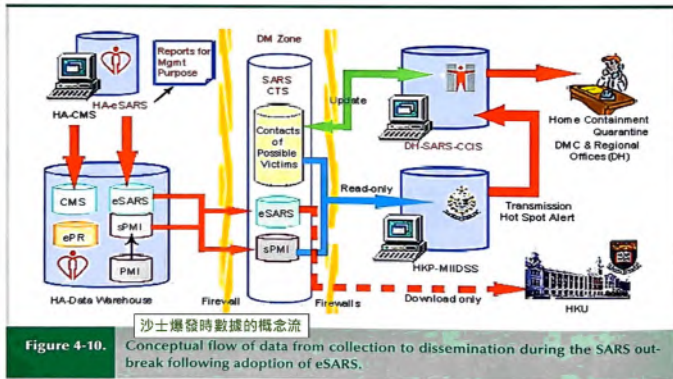 DM Zone
Reports for
Mgmt
Purpose
HA-eSARS
HA-CMS
SARS
CTS
Contacts
of
Possible
Victims
Update
DH-SARS-CCIS
Home Containment
Quarantine
DMC & Regional
Offices (DH)
CMS
eSARS
ePR
sPMI
PMI
HA-Data Warehouse
eSARS
sPMI
Read-only
Transmission
Hot Spot Alert
HKP-MIIDSS
Firewall
Firewalls
Download only
HKU
沙士爆發時數據的概念流
Figure 4-10.
Conceptual flow of data from collection to dissemination during the SARS out-
break following adoption of eSARS.